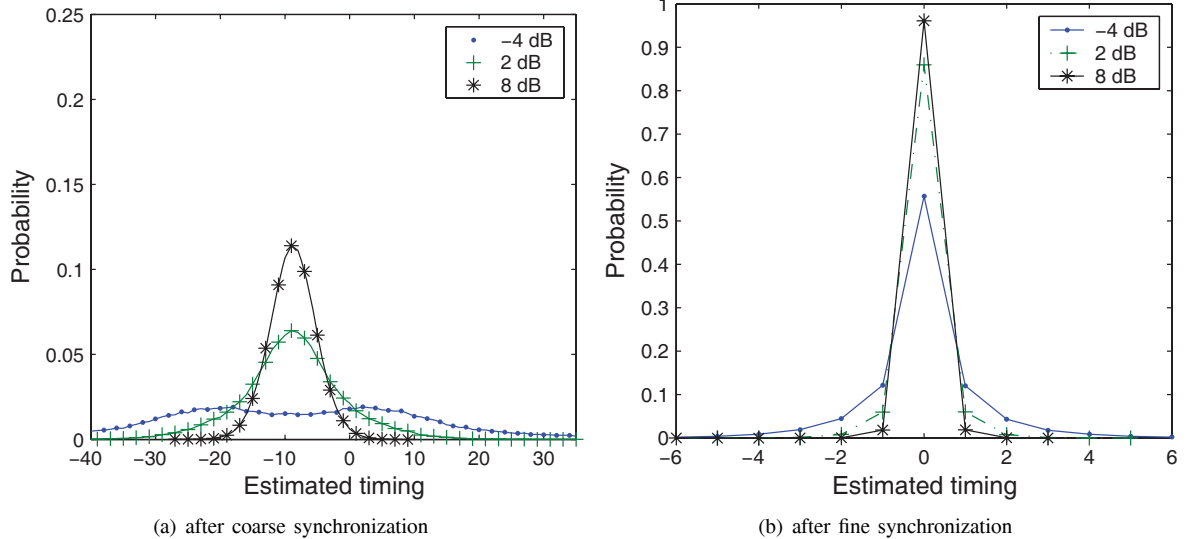 0.25
0.2
0.15
0.1
0.05
0
Probability
−40
−30
−20
−10
0
10
20
30
Estimated timing
−4 dB
2 dB
8 dB
(a) after coarse synchronization
1
0.9
0.8
0.7
0.6
0.5
0.4
0.3
0.2
0.1
0
Probability
−6
−4
−2
0
2
4
6
Estimated timing
−4 dB
2 dB
8 dB
(b) after fine synchronization